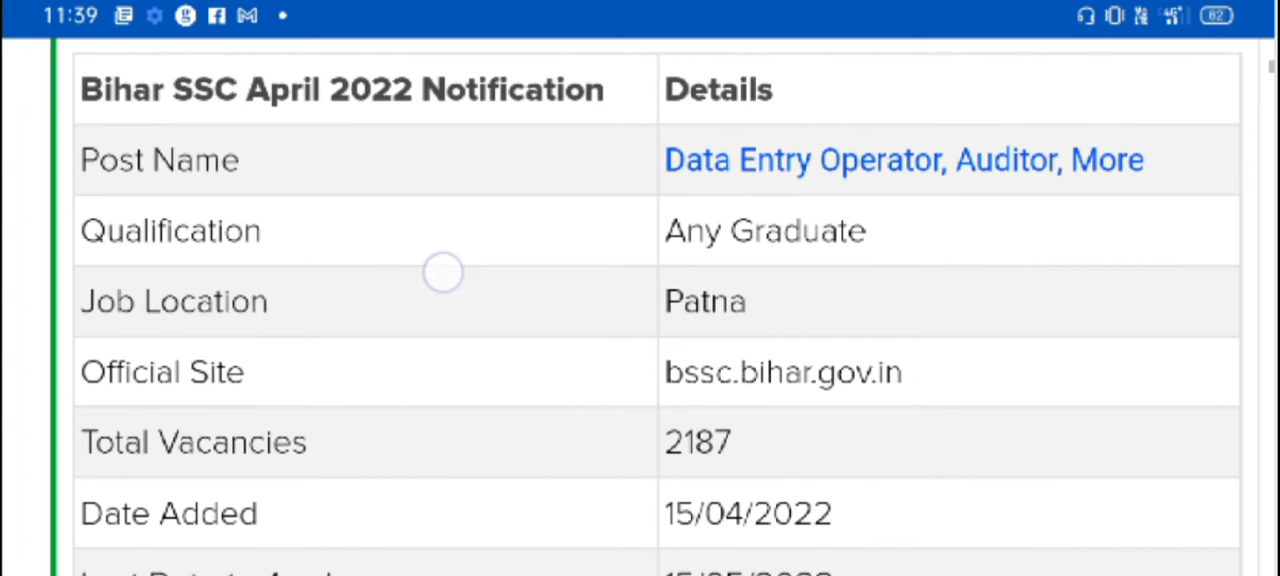 11:39
82
Bihar SSC April 2022 Notification Details
Post Name Data Entry Operator, Auditor, More
Qualification Any Graduate
Job Location Patna
Official Site bssc.bihar.gov.in
Total Vacancies 2187
Date Added 15/04/2022